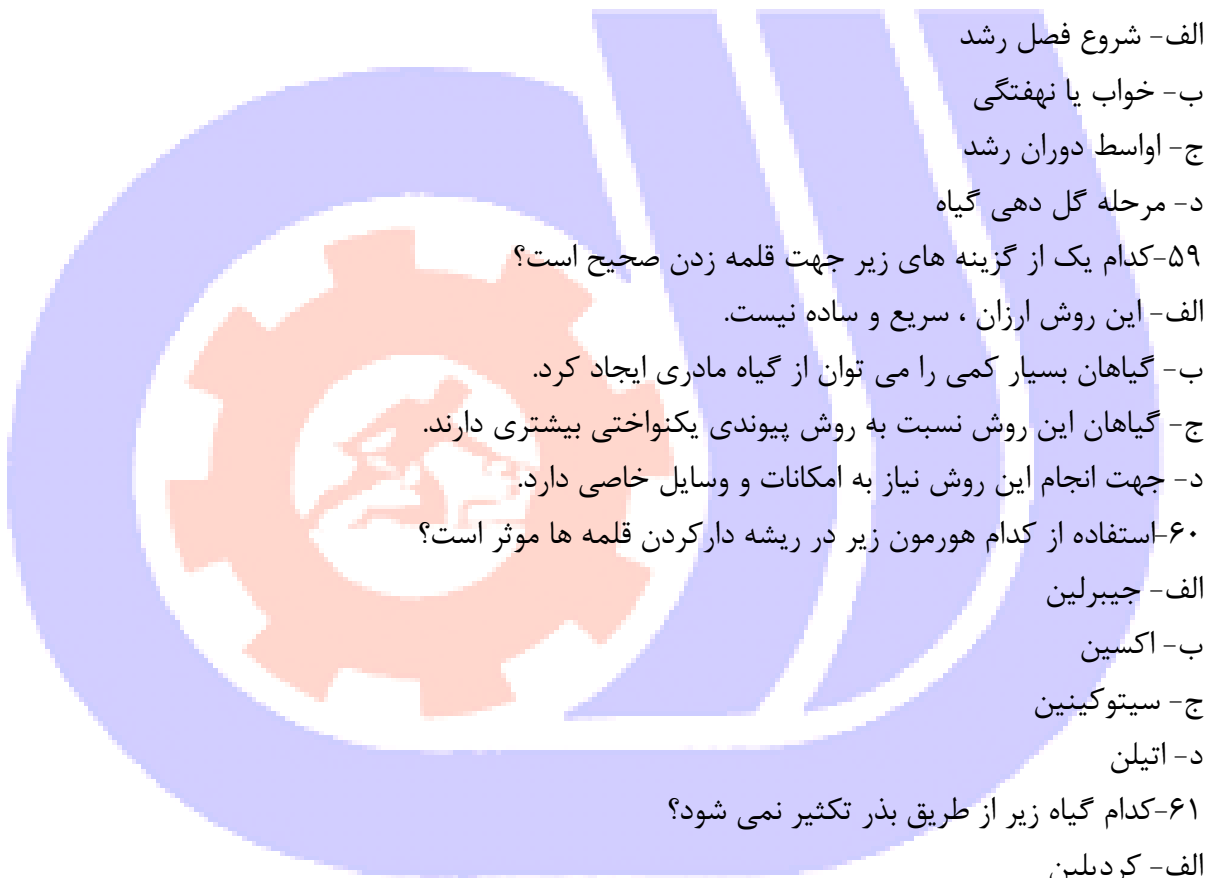 الف- شروع فصل رشد
ب- خواب یا نهفتگی
ج- اواسط دوران رشد
د- مرحله گل دهی گیاه
۵۹-کدام یک از گزینه های زیر جهت قلمه زدن صحیح است؟
الف- این روش ارزان ، سریع و ساده نیست.
ب- گیاهان بسیار کمی را می توان از گیاه مادری ایجاد کرد.
ج- گیاهان این روش نسبت به روش پیوندی یکنواختی بیشتری دارند.
د- جهت انجام این روش نیاز به امکانات و وسایل خاصی دارد.
۶۰-استفاده از کدام هورمون زیر در ریشه دارکردن قلمه ها موثر است؟
الف- جیبرلین
ب- اکسین
ج- سیتوکینین
د- اتیلن
۶۱-کدام گیاه زیر از طریق بذر تکثیر نمی شود؟
الف- کردیلین